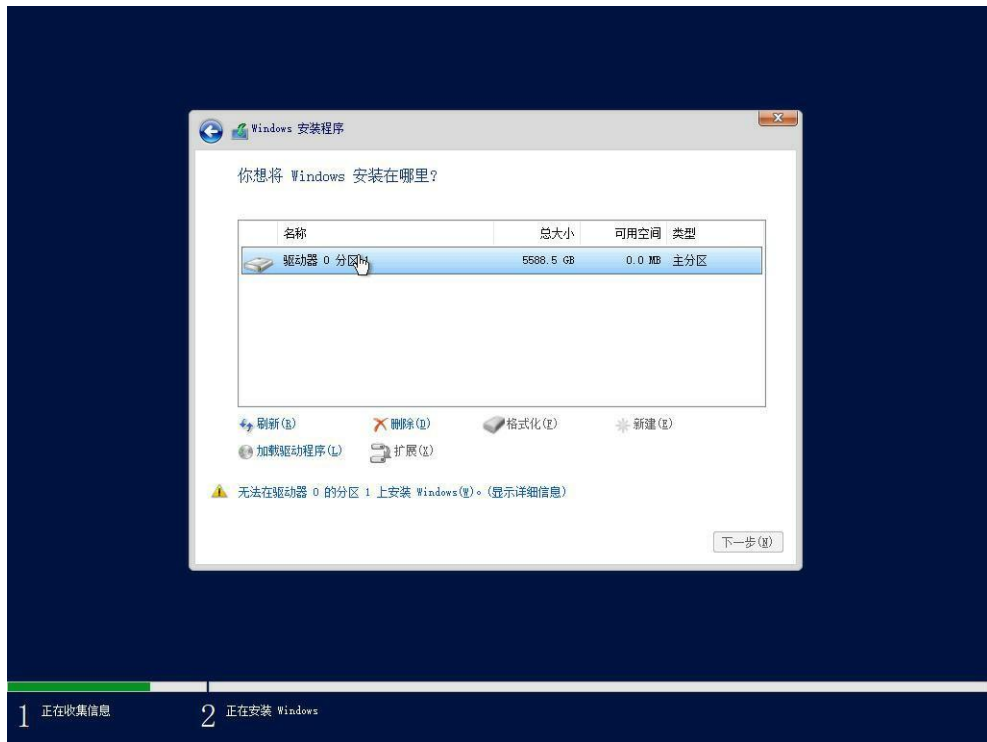 Windows 安装程序
你想将 Windows 安装在哪里?
名称 总大小 可用空间 类型
驱动器 0 分区 1 5588.5 GB 0.0 MB 主分区
刷新(R) 删除(D) 格式化(F) 新建(E)
加载驱动程序(L) 扩展(X)
无法在驱动器 0 的分区 1 上安装 Windows(W)。(显示详细信息)
下一步(N)
1 正在收集信息 2 正在安装 Windows